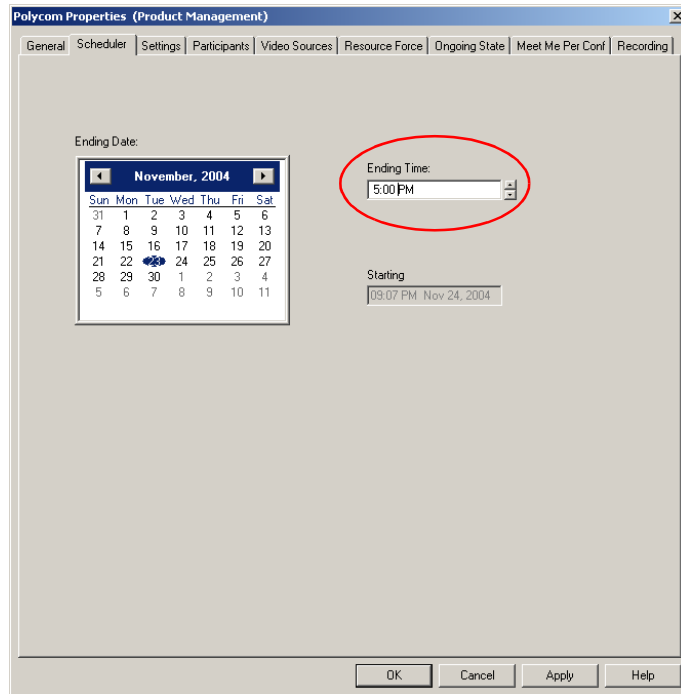 Polycom Properties (Product Management)
General Scheduler Settings Participants Video Sources Resource Force Ongoing State Meet Me Per Conf Recording
Ending Date:
November, 2004
Sun Mon Tue Wed Thu Fri Sat
31 1 2 3 4 5 6
7 8 9 10 11 12 13
14 15 16 17 18 19 20
21 22 23 24 25 26 27
28 29 30 1 2 3 4
5 6 7 8 9 10 11
Ending Time:
5:00 PM
Starting
09:07 PM Nov 24, 2004
OK Cancel Apply Help